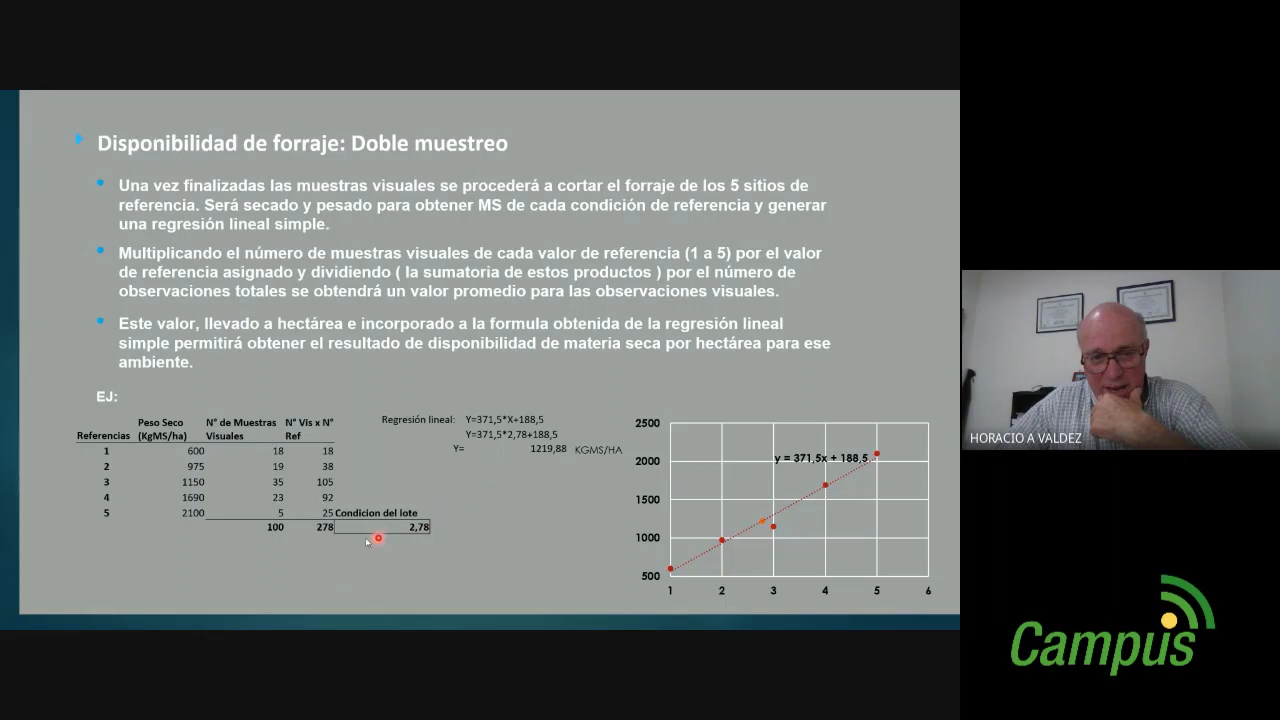 Disponibilidad de forraje: Doble muestreo
Una vez finalizadas las muestras visuales se procederá a cortar el forraje de los 5 sitios de
referencia. Será secado y pesado para obtener MS de cada condición de referencia y generar
una regresión lineal simple.
Multiplicando el número de muestras visuales de cada valor de referencia (1 a 5) por el valor
de referencia asignado y dividiendo ( la sumatoria de estos productos ) por el número de
observaciones totales se obtendrá un valor promedio para las observaciones visuales.
Este valor, llevado a hectárea e incorporado a la formula obtenida de la regresión lineal
simple permitirá obtener el resultado de disponibilidad de materia seca por hectárea para ese
ambiente.
EJ:
Peso Seco N° de Muestras N° Vis x N°
Referencias (KgMS/ha) Visuales Ref
1 600 18 18
2 975 19 38
3 1150 35 105
4 1690 23 92
5 2100 5 25 Condicion del lote
100 278 2,78
Regresión lineal: Y=371,5*X+188,5
Y=371,5*2,78+188,5
Y= 1219,88 KGMS/HA
2500
2000
1500
1000
500
y = 371,5x + 188,5
1 2 3 4 5 6
HORACIO A VALDEZ
Campus